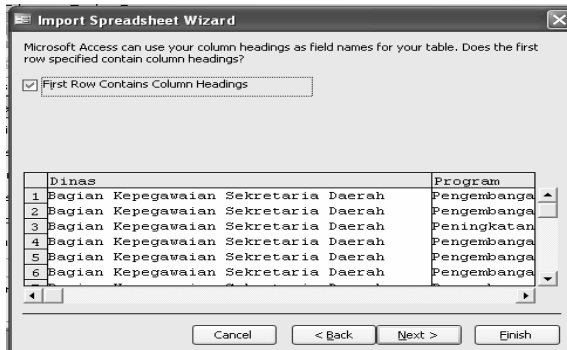 Import Spreadsheet Wizard
Microsoft Access can use your column headings as field names for your table. Does the first
row specified contain column headings?
First Row Contains Column Headings
Dinas Program
1 Bagian Kepegawaian Sekretaria Daerah Pengembanga
2 Bagian Kepegawaian Sekretaria Daerah Pengembanga
3 Bagian Kepegawaian Sekretaria Daerah Peningkatan
4 Bagian Kepegawaian Sekretaria Daerah Pengembanga
5 Bagian Kepegawaian Sekretaria Daerah Pengembanga
6 Bagian Kepegawaian Sekretaria Daerah Pengembanga
Cancel < Back Next > Finish